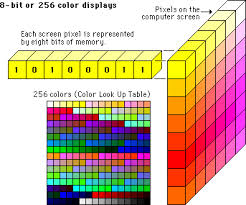 8-bit or 256 color displays
Pixels on the
computer screen
Each screen pixel is represented
by eight bits of memory.
1 0 1 0 0 0 1 1
256 colors (Color Look Up Table)